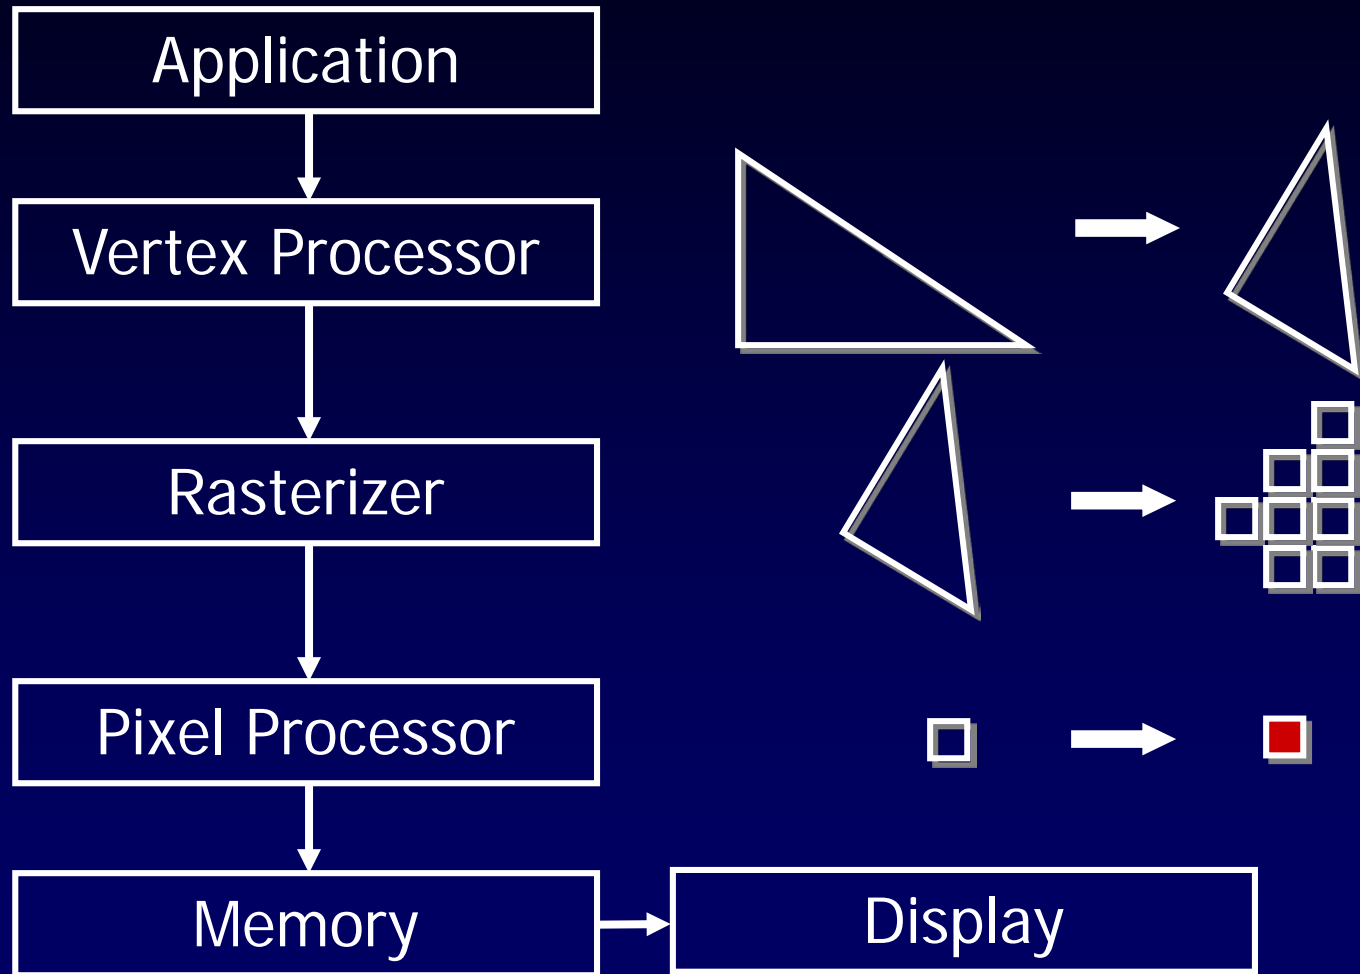 Application
Vertex Processor
Rasterizer
Pixel Processor
Memory
Display